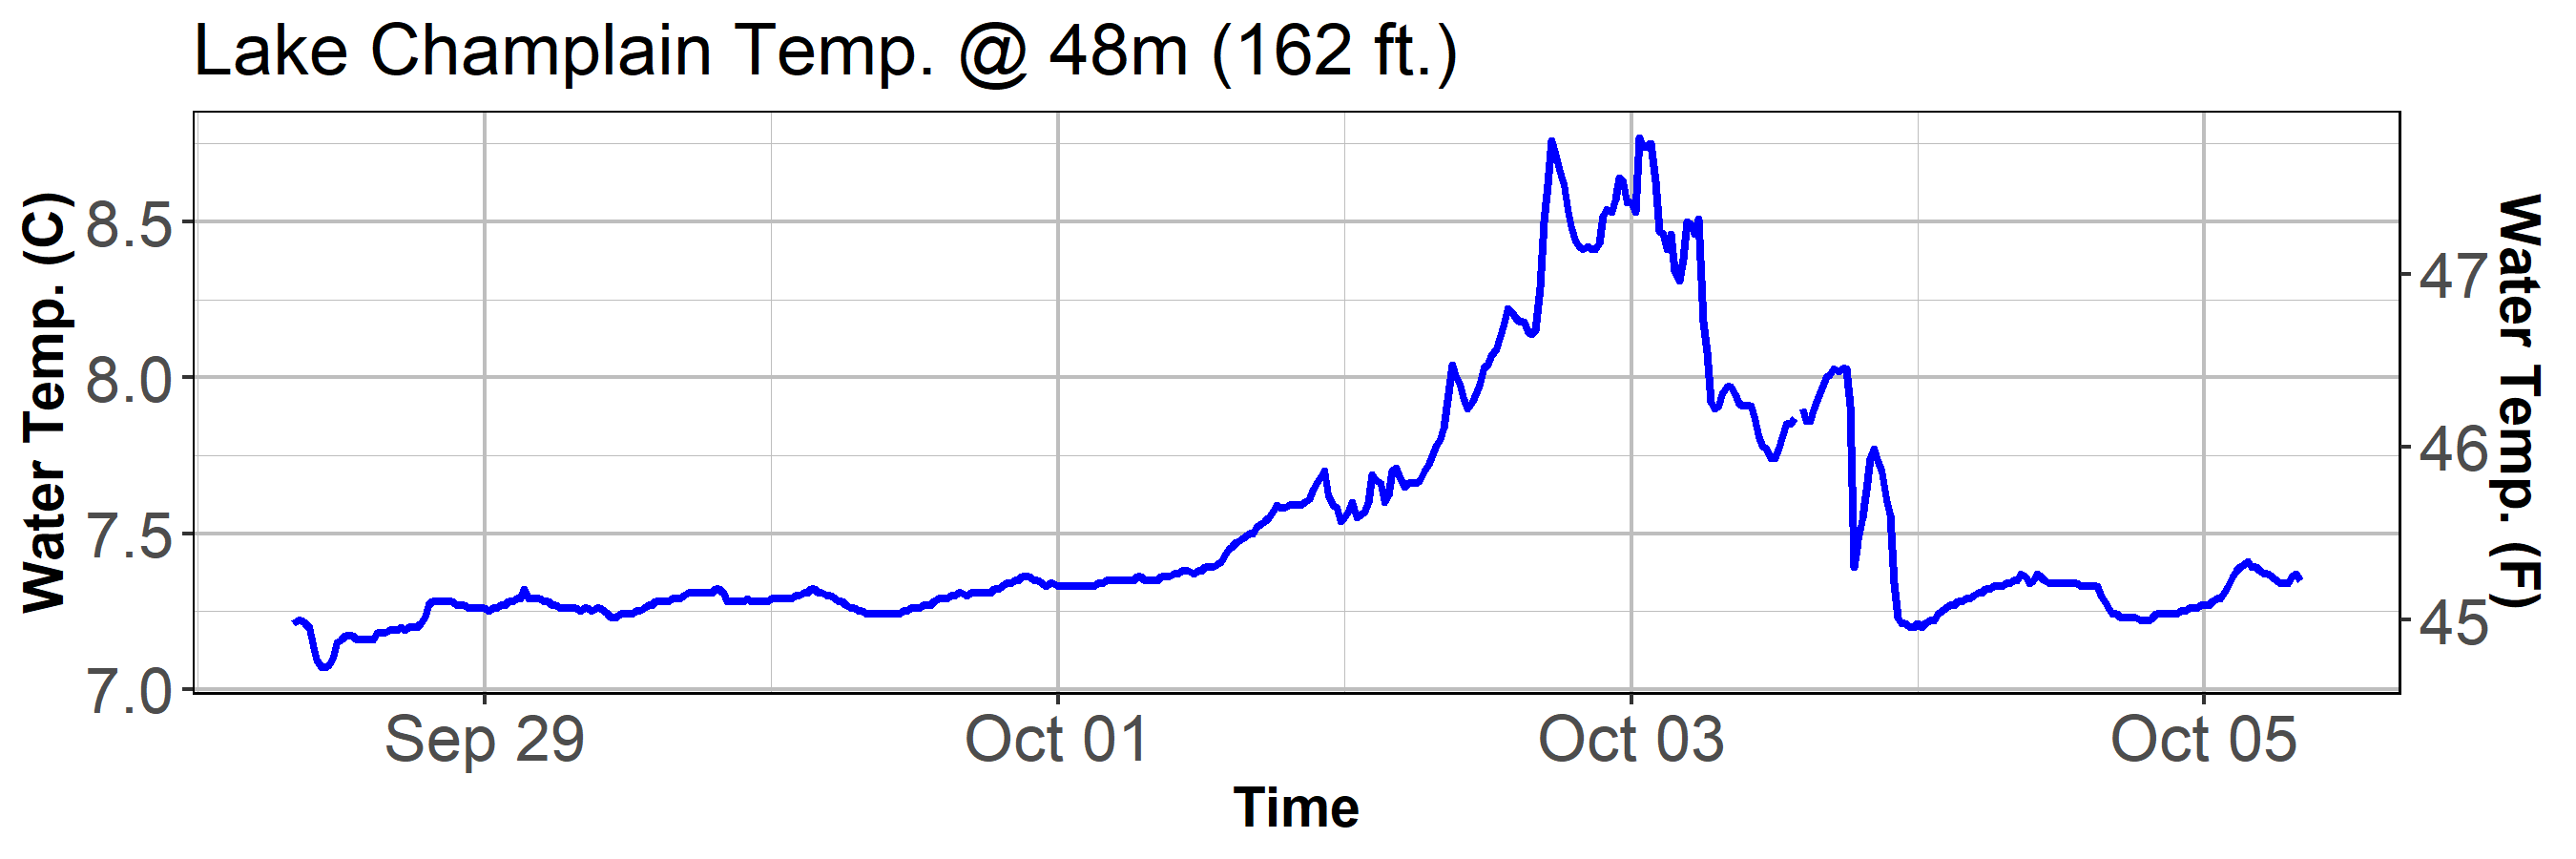 Lake Champlain Temp. @ 48m (162 ft.)
Water Temp. (C)
8.5
8.0
7.5
7.0
47
46
45
Water Temp. (F)
Sep 29 Oct 01 Oct 03 Oct 05
Time